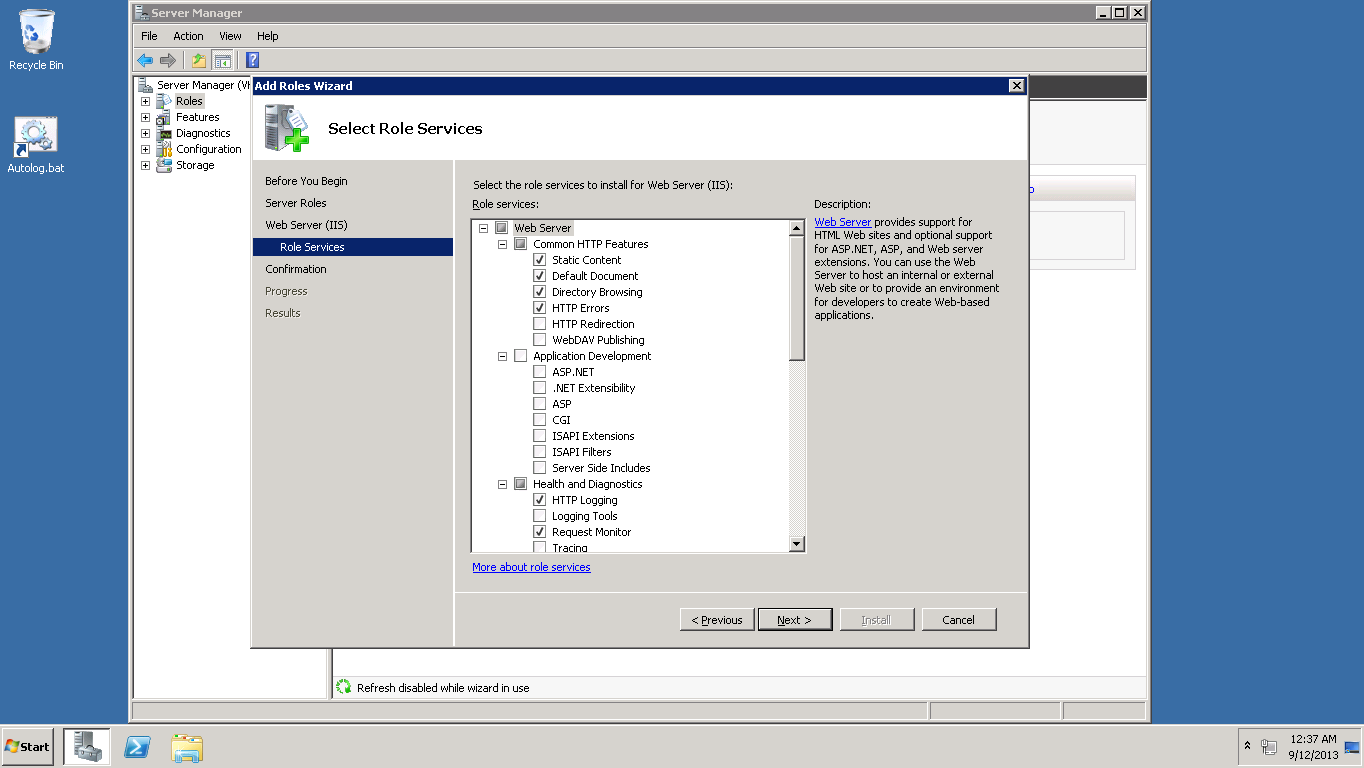 Recycle Bin
Autolog.bat
Server Manager
File Action View Help
Server Manager (
Roles
Features
Diagnostics
Configuration
Storage
Add Roles Wizard
Select Role Services
Before You Begin
Server Roles
Web Server (IIS)
Role Services
Confirmation
Progress
Results
Select the role services to install for Web Server (IIS):
Role services:
Web Server
Common HTTP Features
Static Content
Default Document
Directory Browsing
HTTP Errors
HTTP Redirection
WebDAV Publishing
Application Development
ASP.NET
.NET Extensibility
ASP
CGI
ISAPI Extensions
ISAPI Filters
Server Side Includes
Health and Diagnostics
HTTP Logging
Logging Tools
Request Monitor
Tracing
More about role services
Description:
Web Server provides support for
HTML Web sites and optional support
for ASP.NET, ASP, and Web server
extensions. You can use the Web
Server to host an internal or external
Web site or to provide an environment
for developers to create Web-based
applications.
< Previous Next > Install Cancel
Refresh disabled while wizard in use
Start
12:37 AM
9/12/2013